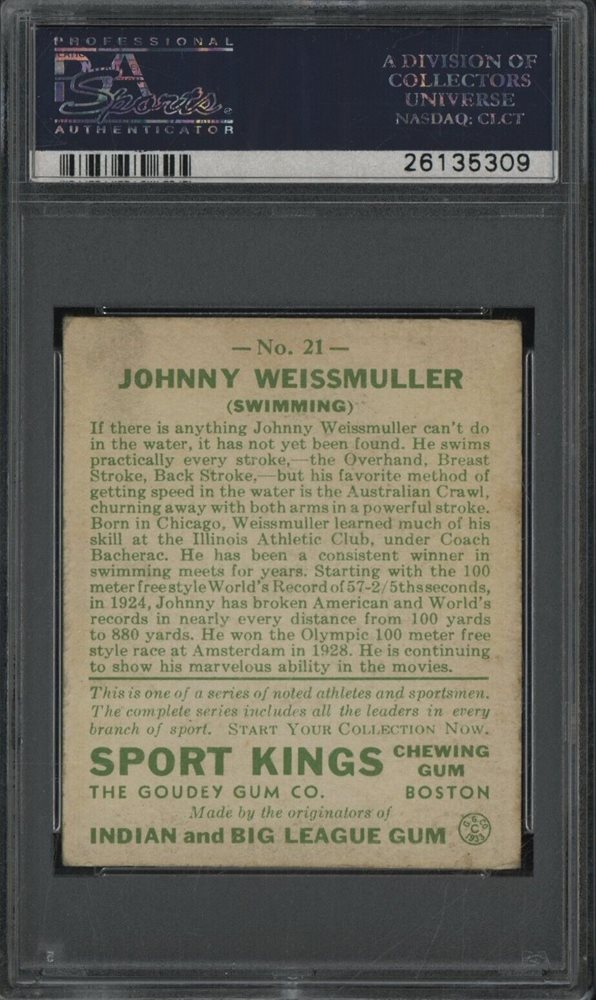 PROFESSIONAL
PSA
Sports
AUTHENTICATOR
A DIVISION OF
COLLECTORS
UNIVERSE
NASDAQ: CLCT
26135309
— No. 21 —
JOHNNY WEISSMULLER
(SWIMMING)
If there is anything Johnny Weissmuller can't do
in the water, it has not yet been found. He swims
practically every stroke,—the Overhand, Breast
Stroke, Back Stroke,—but his favorite method of
getting speed in the water is the Australian Crawl,
churning away with both arms in a powerful stroke.
Born in Chicago, Weissmuller learned much of his
skill at the Illinois Athletic Club, under Coach
Bacherac. He has been a consistent winner in
swimming meets for years. Starting with the 100
meter free style World's Record of 57-2/5ths seconds,
in 1924, Johnny has broken American and World's
records in nearly every distance from 100 yards
to 880 yards. He won the Olympic 100 meter free
style race at Amsterdam in 1928. He is continuing
to show his marvelous ability in the movies.
This is one of a series of noted athletes and sportsmen.
The complete series includes all the leaders in every
branch of sport. START YOUR COLLECTION NOW.
SPORT KINGS CHEWING GUM
THE GOUDEY GUM CO. BOSTON
Made by the originators of
INDIAN and BIG LEAGUE GUM
G.G.CO.
C
1933